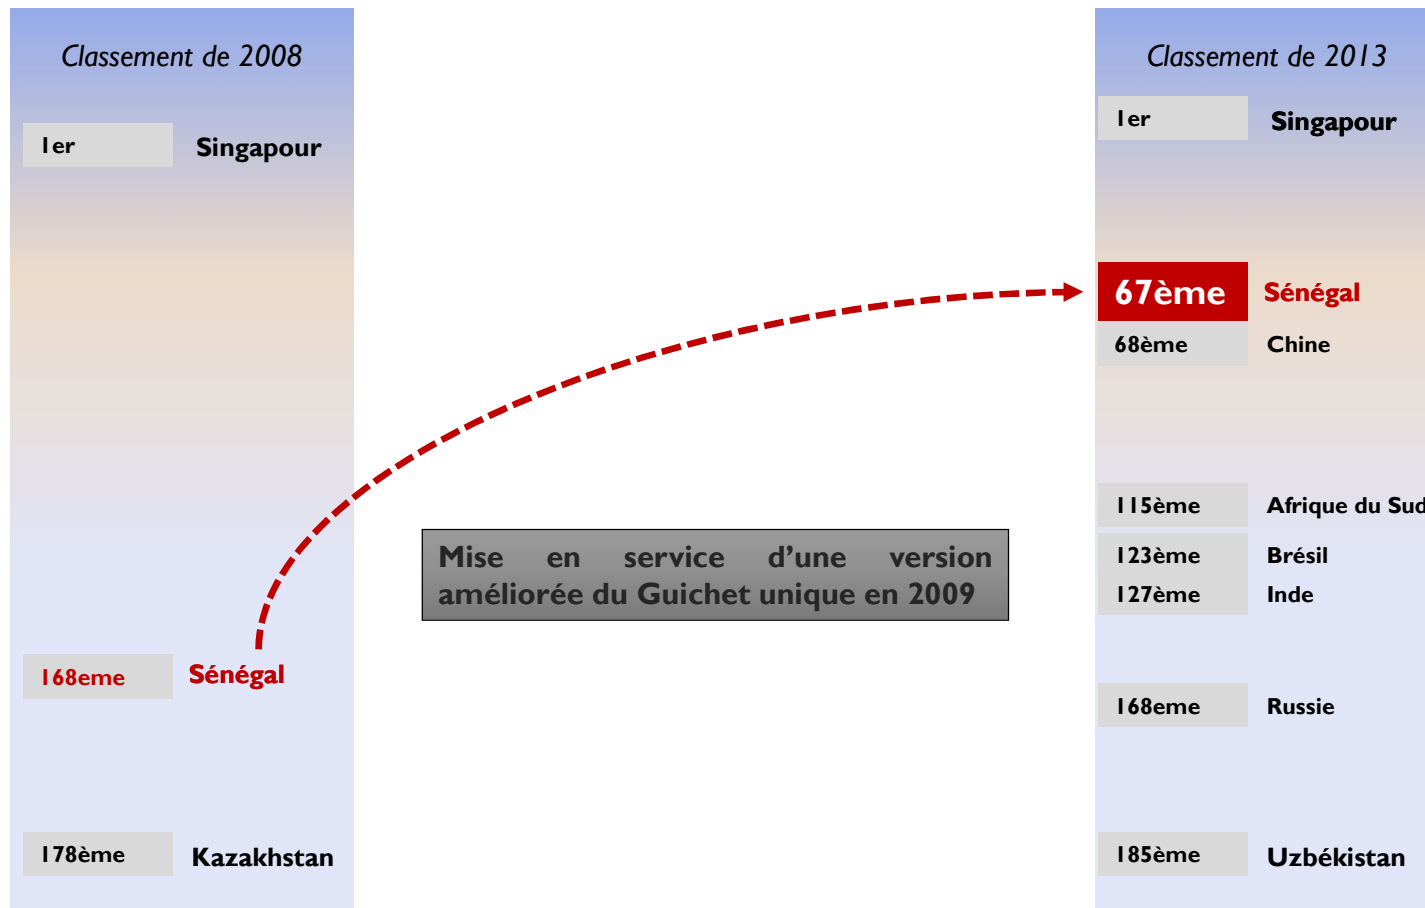 Classement de 2008
1er Singapour
168eme Sénégal
178ème Kazakhstan
Mise en service d’une version
améliorée du Guichet unique en 2009
Classement de 2013
1er Singapour
67ème Sénégal
68ème Chine
115ème Afrique du Sud
123ème Brésil
127ème Inde
168eme Russie
185ème Uzbékistan